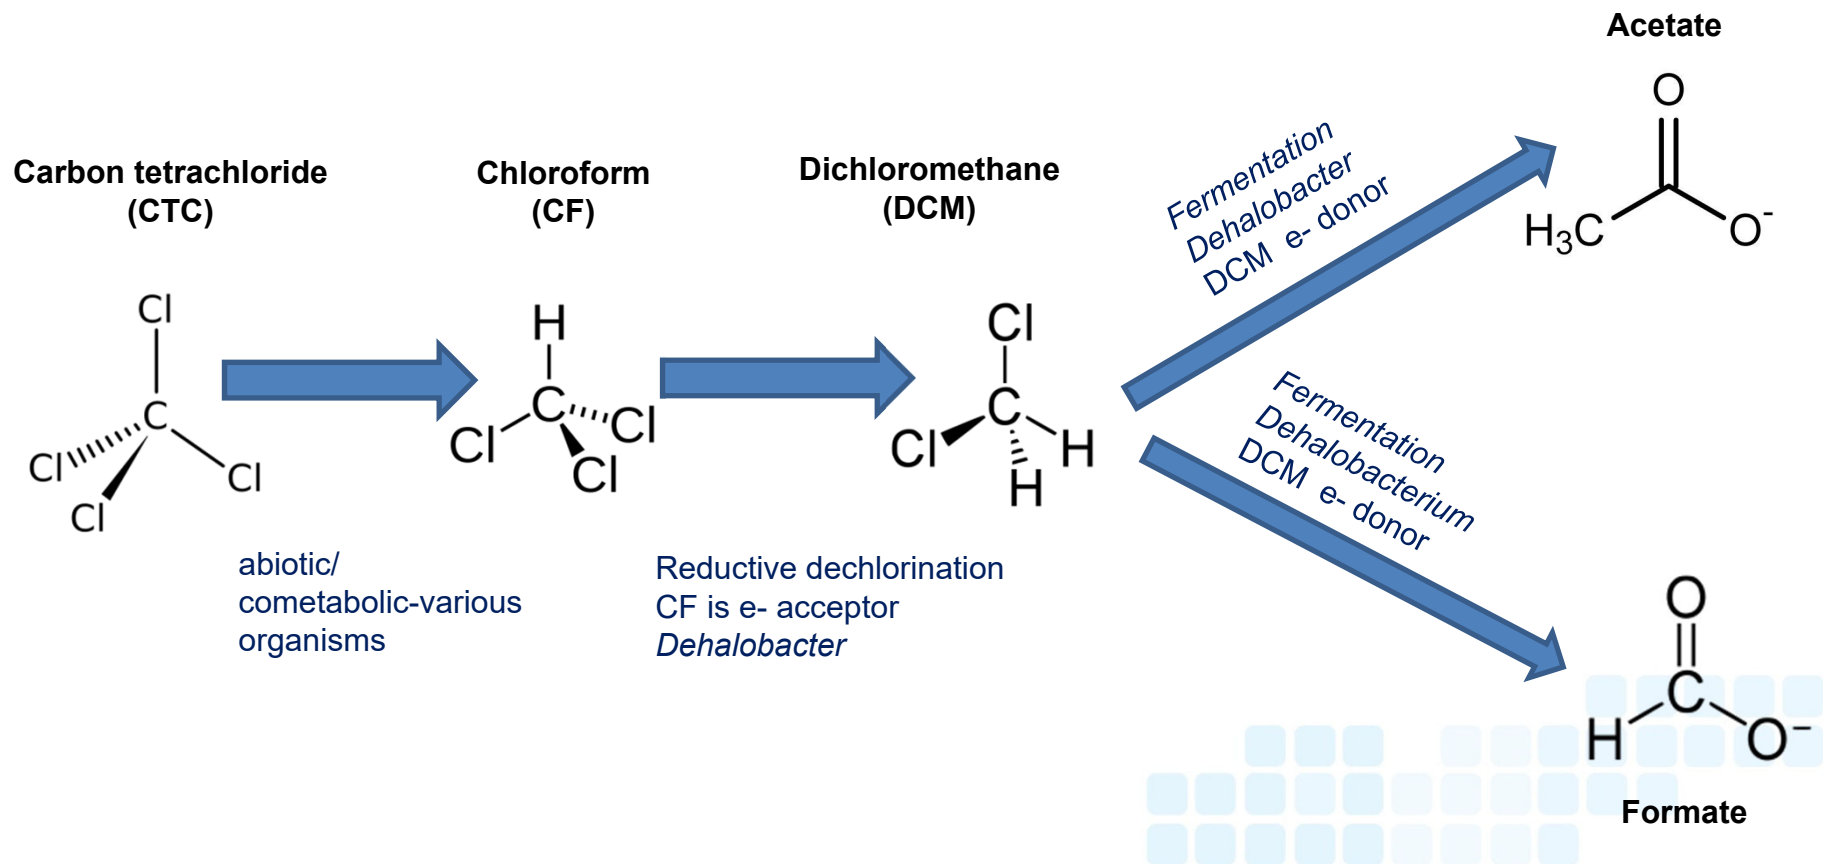 Carbon tetrachloride
(CTC)
Cl
C
Cl
Cl
Cl
abiotic/
cometabolic-various
organisms
Chloroform
(CF)
H
C
Cl
Cl
Cl
Reductive dechlorination
CF is e- acceptor
Dehalobacter
Dichloromethane
(DCM)
Cl
C
Cl
H
H
Fermentation
Dehalobacter
DCM e- donor
Acetate
O
H₃C
O⁻
Fermentation
Dehalobacterium
DCM e- donor
O
C
H
O⁻
Formate